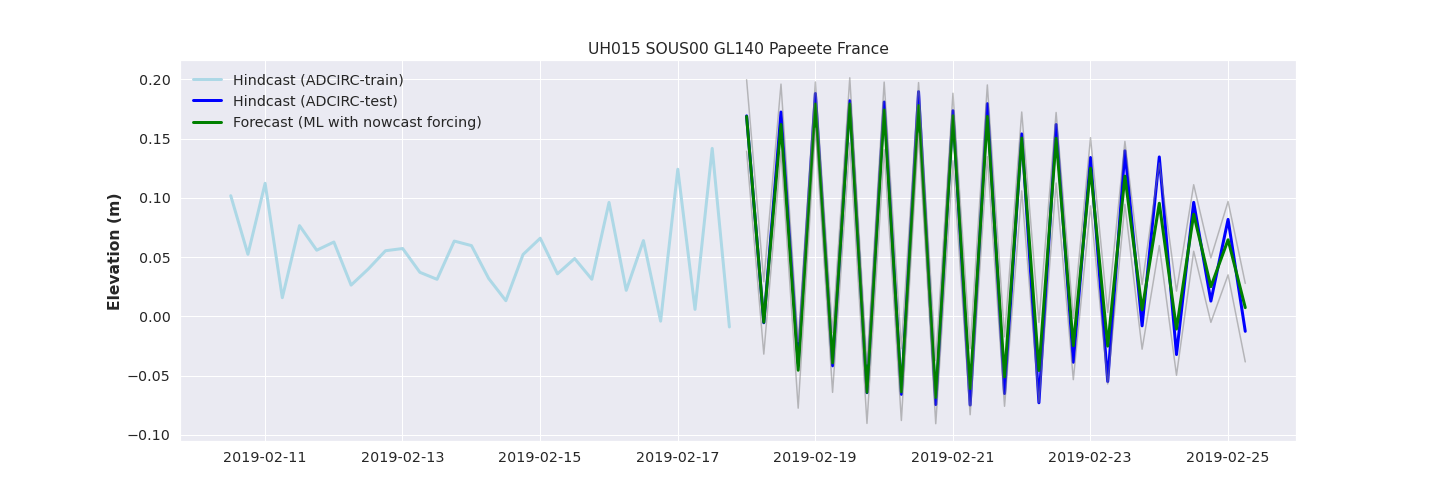 UH015 SOUS00 GL140 Papeete France
Hindcast (ADCIRC-train)
Hindcast (ADCIRC-test)
Forecast (ML with nowcast forcing)
Elevation (m)
0.20
0.15
0.10
0.05
0.00
−0.05
−0.10
2019-02-11 2019-02-13 2019-02-15 2019-02-17 2019-02-19 2019-02-21 2019-02-23 2019-02-25